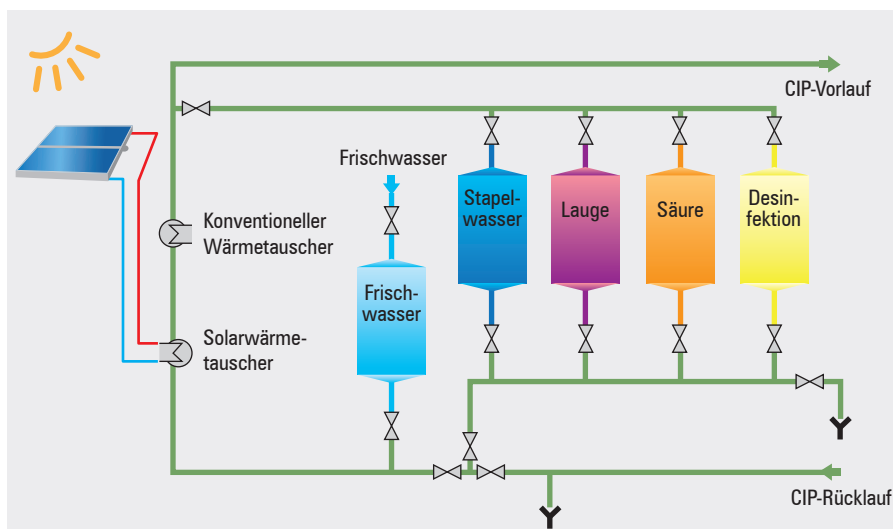 CIP-Vorlauf
Frischwasser
Stapel-
wasser
Lauge
Säure
Desin-
fektion
Konventioneller
Wärmetauscher
Frisch-
wasser
Solarwärme-
tauscher
CIP-Rücklauf